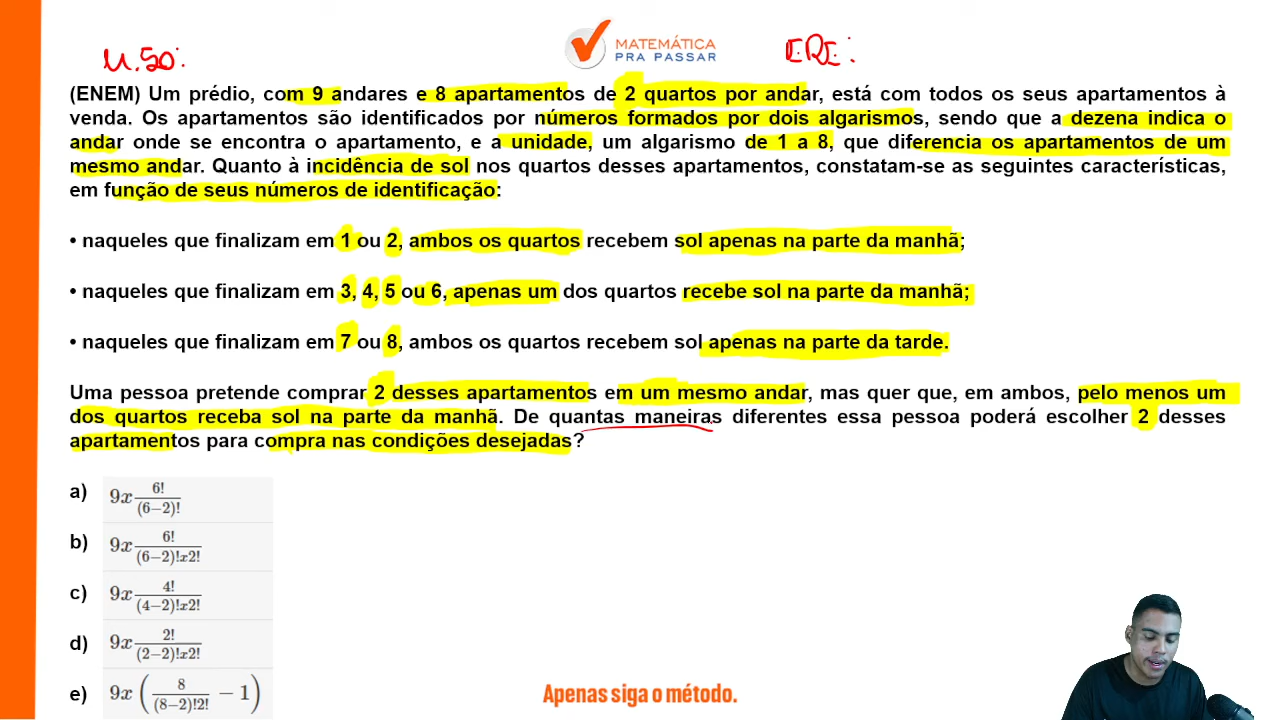 U.SO:
MATEMÁTICA
PRA PASSAR
ERE:
(ENEM) Um prédio, com 9 andares e 8 apartamentos de 2 quartos por andar, está com todos os seus apartamentos à
venda. Os apartamentos são identificados por números formados por dois algarismos, sendo que a dezena indica o
andar onde se encontra o apartamento, e a unidade, um algarismo de 1 a 8, que diferencia os apartamentos de um
mesmo andar. Quanto à incidência de sol nos quartos desses apartamentos, constatam-se as seguintes características,
em função de seus números de identificação:
• naqueles que finalizam em 1 ou 2, ambos os quartos recebem sol apenas na parte da manhã;
• naqueles que finalizam em 3, 4, 5 ou 6, apenas um dos quartos recebe sol na parte da manhã;
• naqueles que finalizam em 7 ou 8, ambos os quartos recebem sol apenas na parte da tarde.
Uma pessoa pretende comprar 2 desses apartamentos em um mesmo andar, mas quer que, em ambos, pelo menos um
dos quartos receba sol na parte da manhã. De quantas maneiras diferentes essa pessoa poderá escolher 2 desses
apartamentos para compra nas condições desejadas?
a) 9x 6!/(6−2)!
b) 9x 6!/(6−2)!x2!
c) 9x 4!/(4−2)!x2!
d) 9x 2!/(2−2)!x2!
e) 9x ( 8/(8−2)!2! − 1 )
Apenas siga o método.